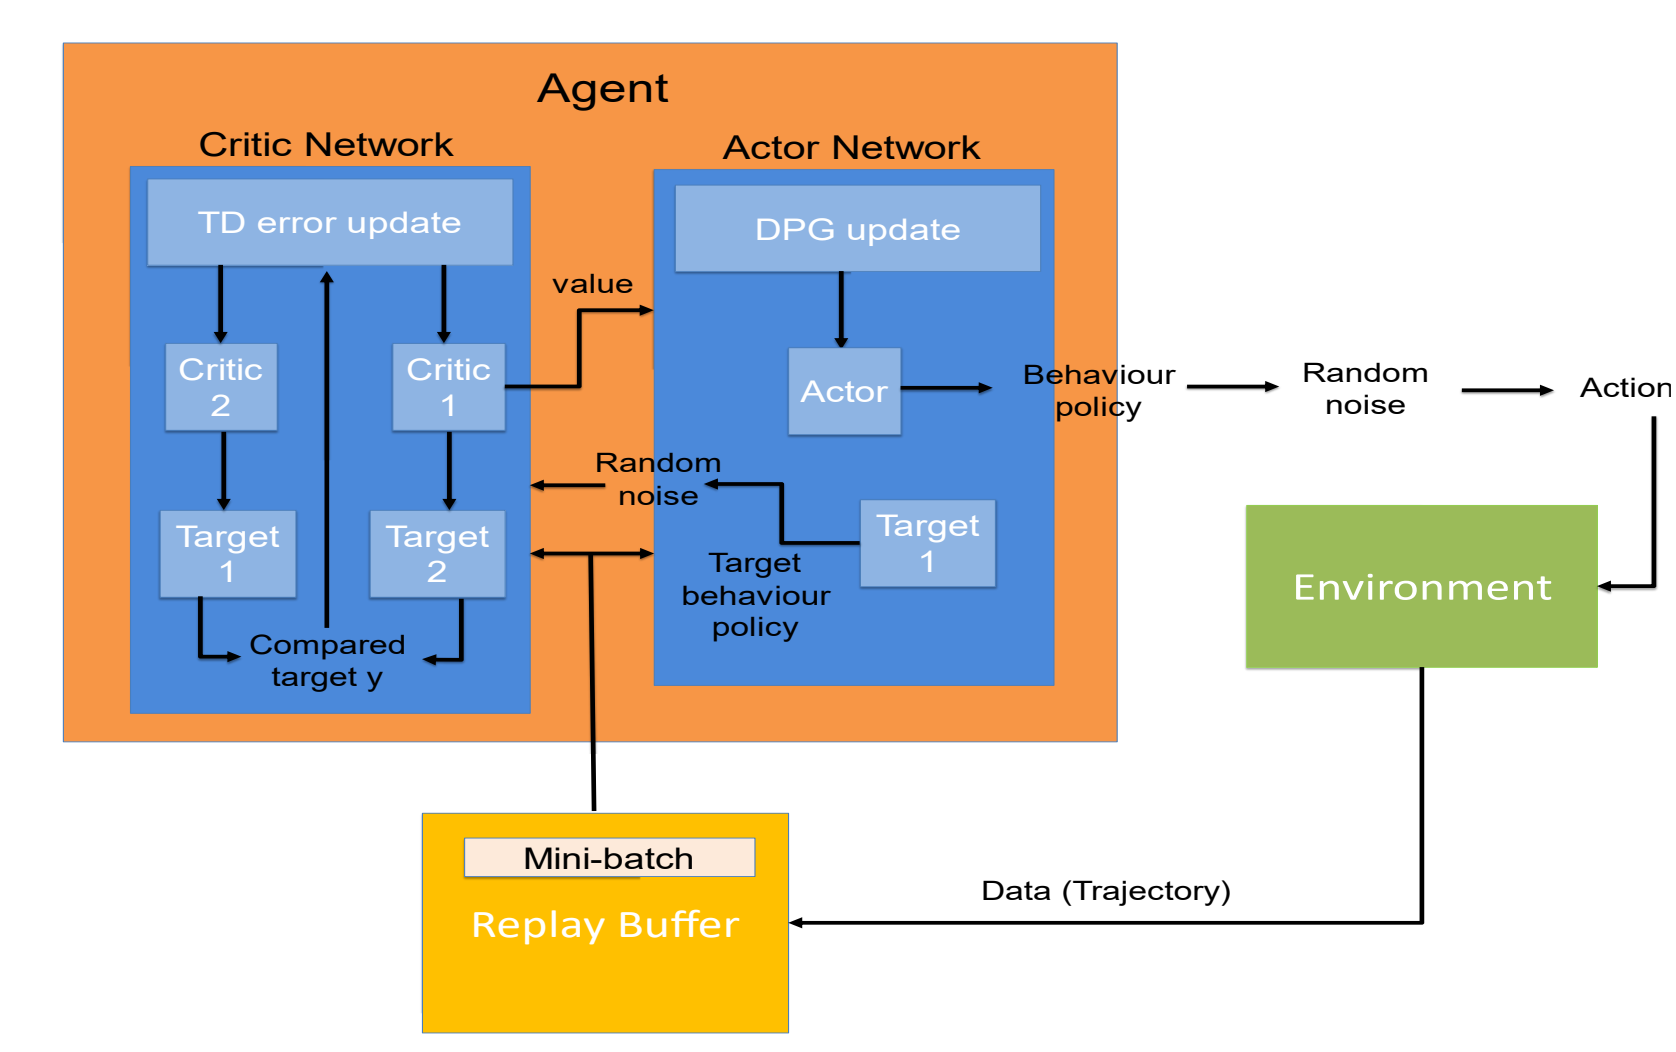 Agent
Critic Network
Actor Network
TD error update
DPG update
value
Critic
2
Critic
1
Actor
Behaviour
policy
Random
noise
Action
Random
noise
Target
1
Target
2
Target
1
Target
behaviour
policy
Compared
target y
Environment
Mini-batch
Replay Buffer
Data (Trajectory)